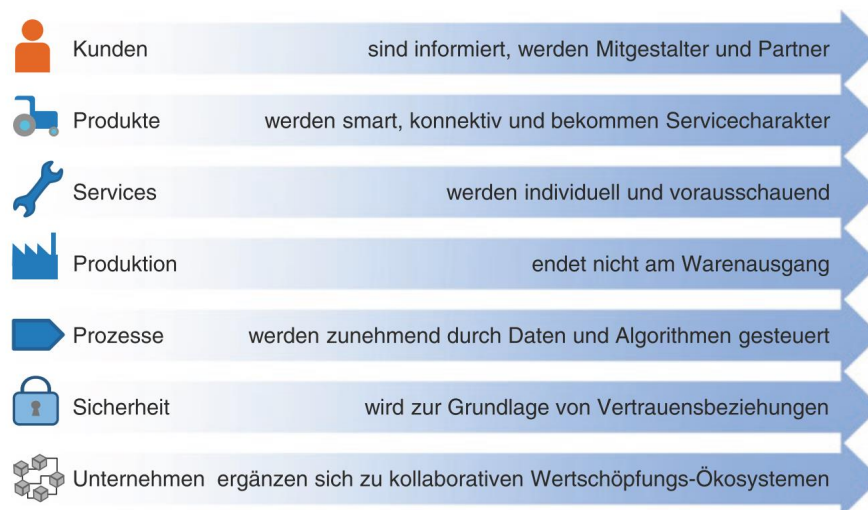 Kunden sind informiert, werden Mitgestalter und Partner
Produkte werden smart, konnektiv und bekommen Servicecharakter
Services werden individuell und vorausschauend
Produktion endet nicht am Warenausgang
Prozesse werden zunehmend durch Daten und Algorithmen gesteuert
Sicherheit wird zur Grundlage von Vertrauensbeziehungen
Unternehmen ergänzen sich zu kollaborativen Wertschöpfungs-Ökosystemen